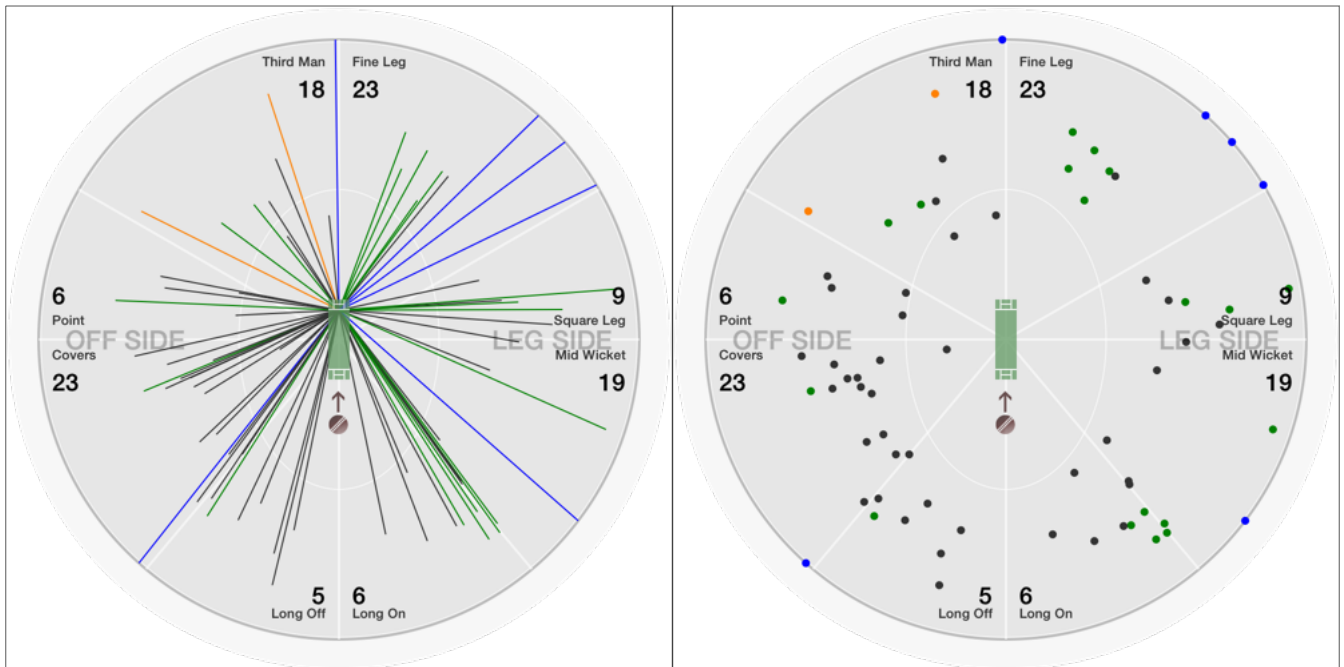 Third Man Fine Leg
18 23
6 9
Point Square Leg
OFF SIDE LEG SIDE
Covers Mid Wicket
23 19
5 6
Long Off Long On
Third Man Fine Leg
18 23
6 9
Point Square Leg
OFF SIDE LEG SIDE
Covers Mid Wicket
23 19
5 6
Long Off Long On